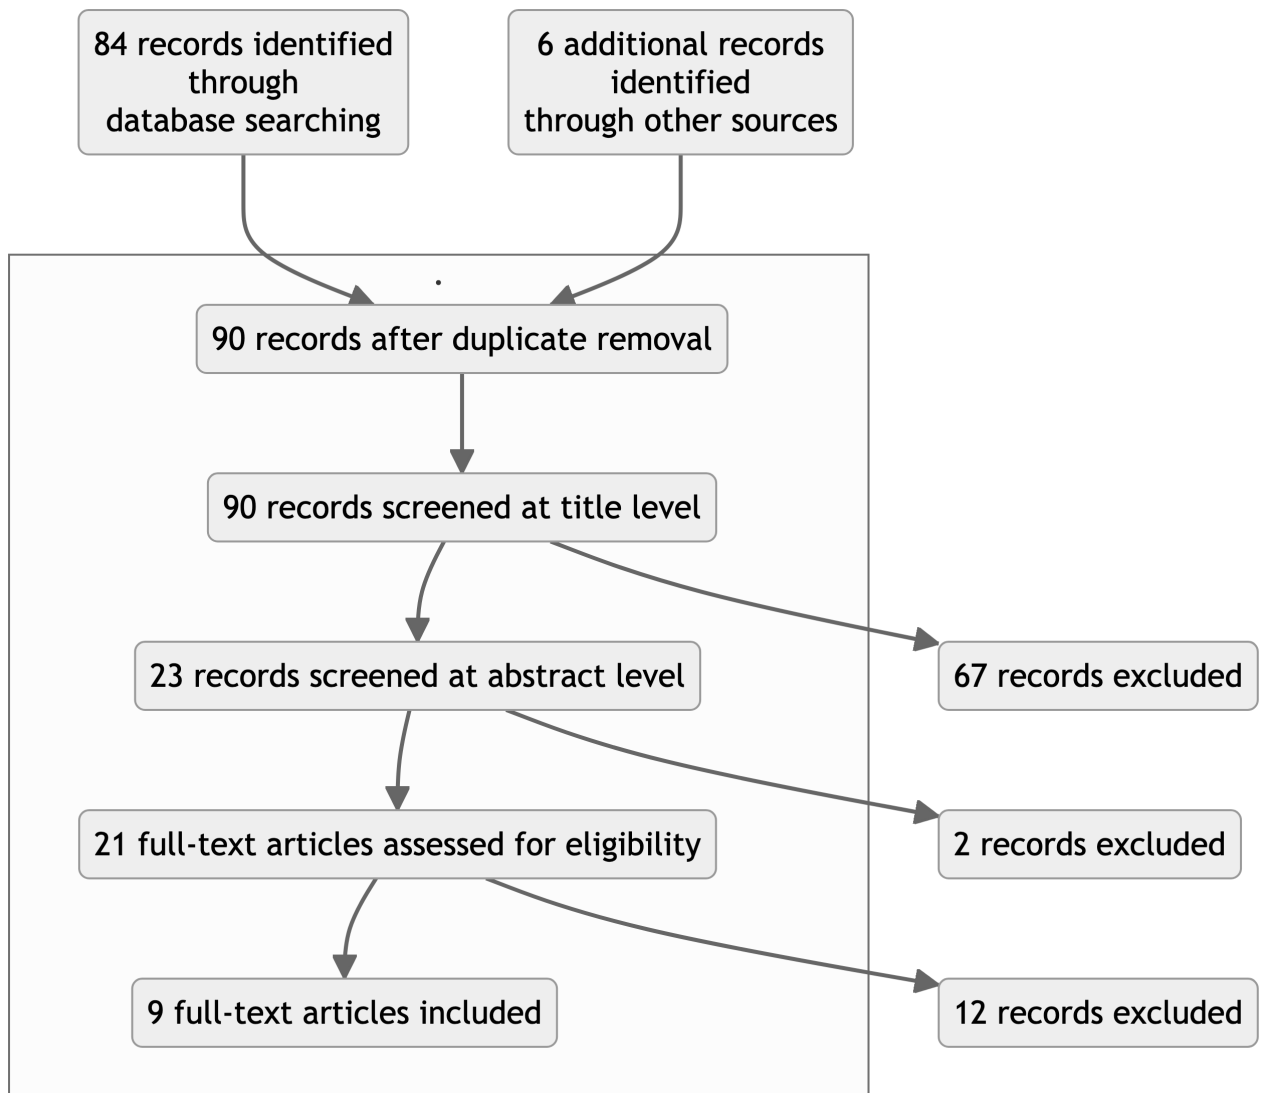 84 records identified
through
database searching
6 additional records
identified
through other sources
.
90 records after duplicate removal
90 records screened at title level
23 records screened at abstract level
67 records excluded
21 full-text articles assessed for eligibility
2 records excluded
9 full-text articles included
12 records excluded